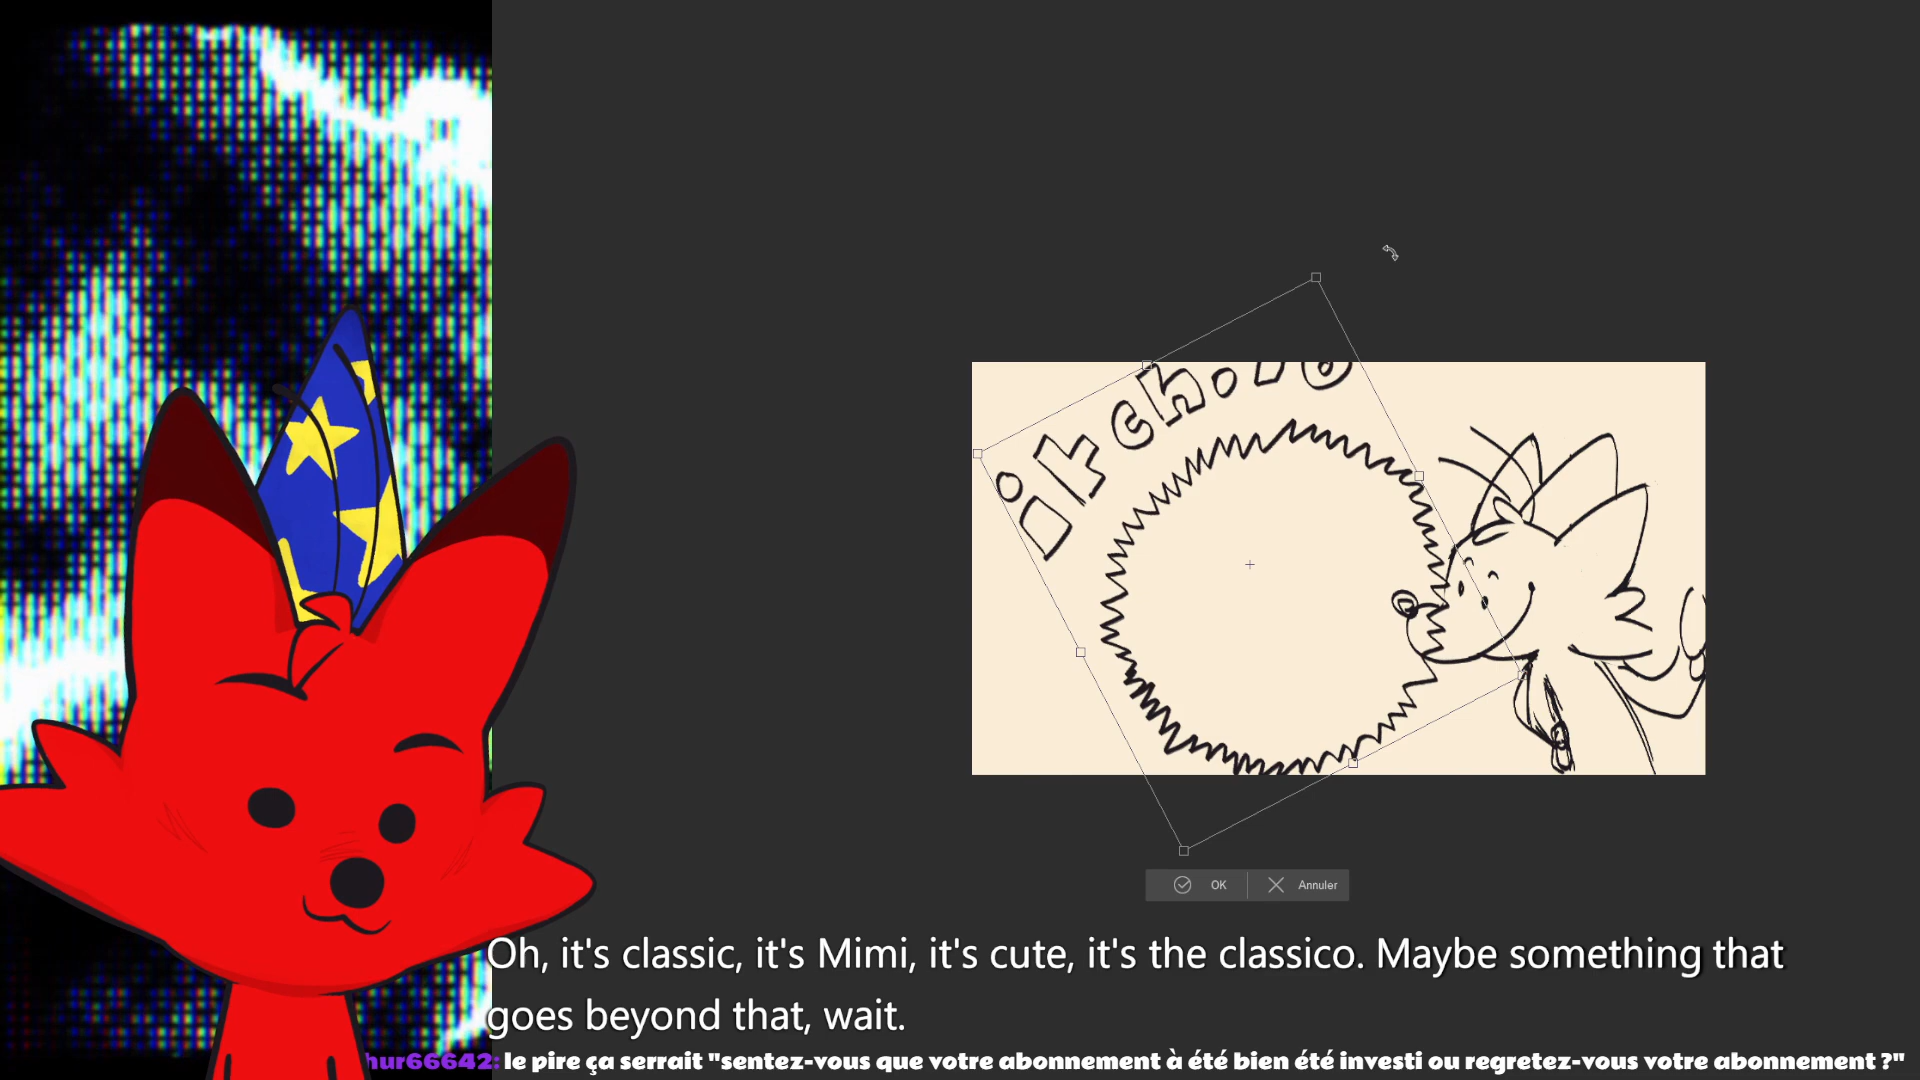 itch.io
OK
Annuler
Oh, it's classic, it's Mimi, it's cute, it's the classico. Maybe something that
goes beyond that, wait.
hur66642: le pire ça serrait "sentez-vous que votre abonnement à été bien été investi ou regretez-vous votre abonnement ?"